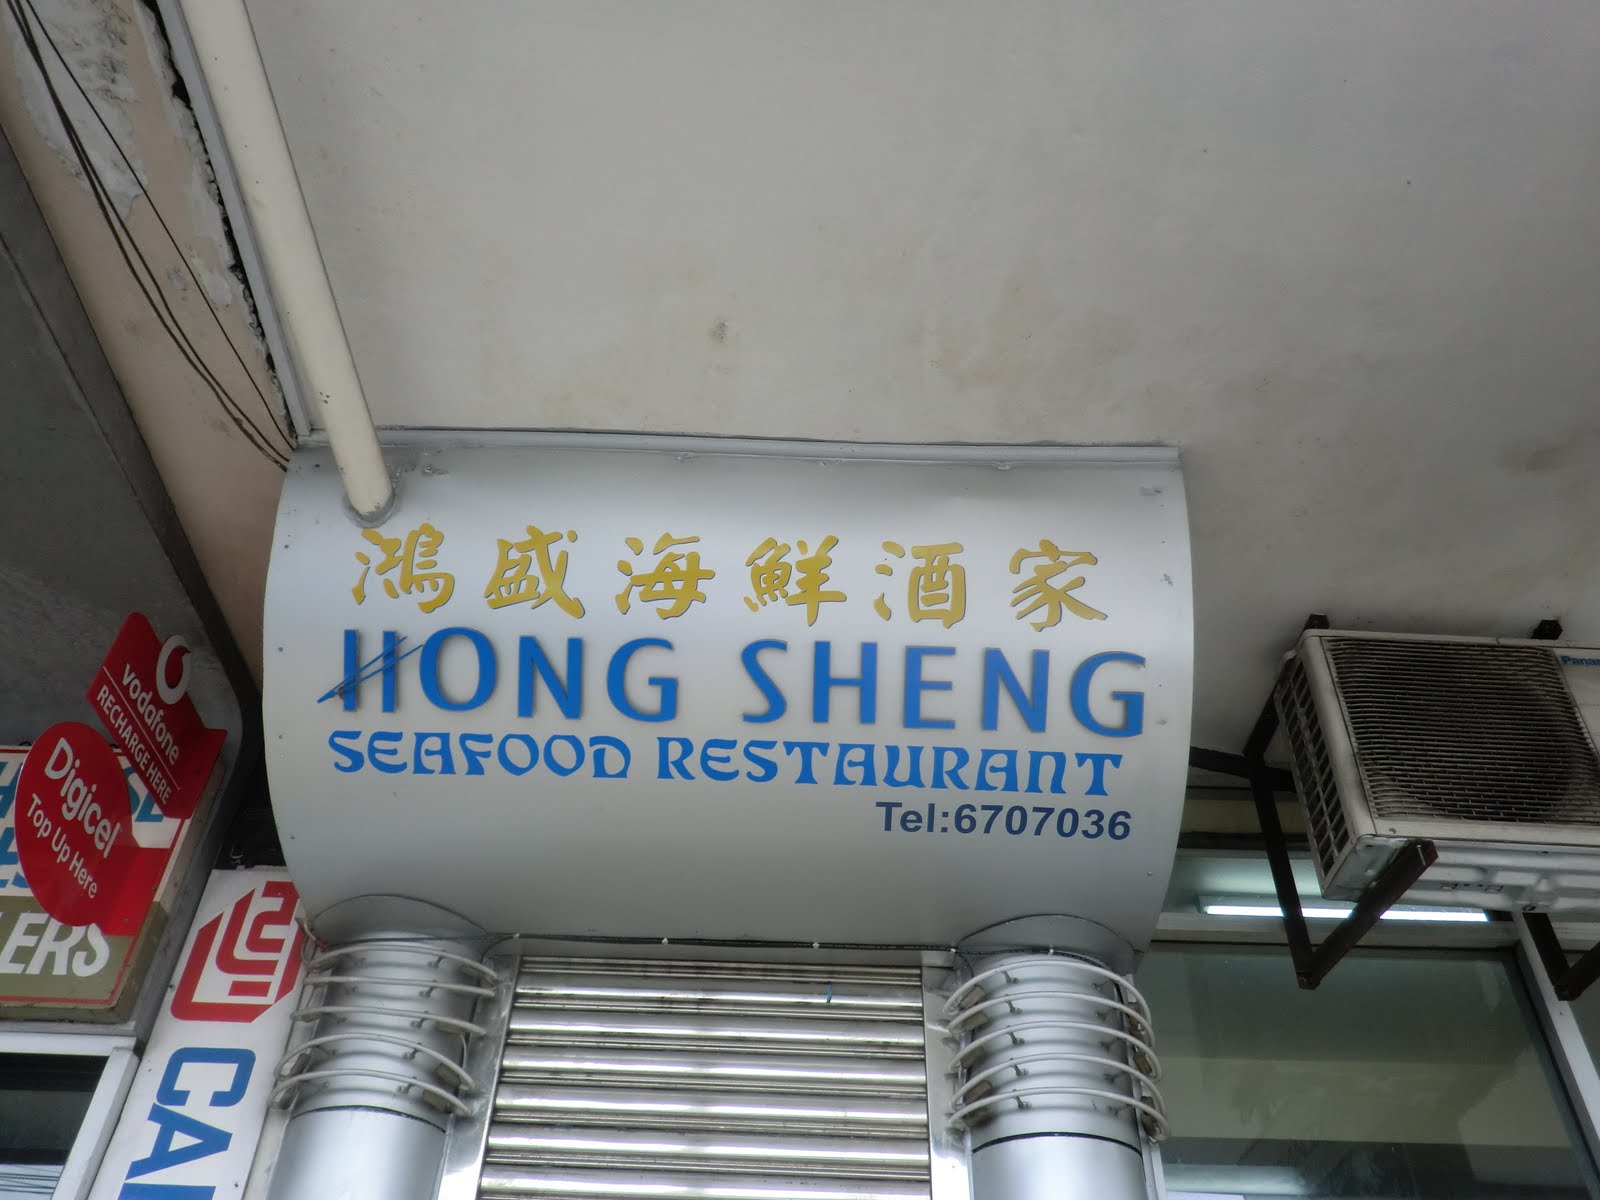 鴻盛海鮮酒家
HONG SHENG
SEAFOOD RESTAURANT
Tel:6707036
vodafone
RECHARGE HERE
Digicel
Top Up Here
LERS